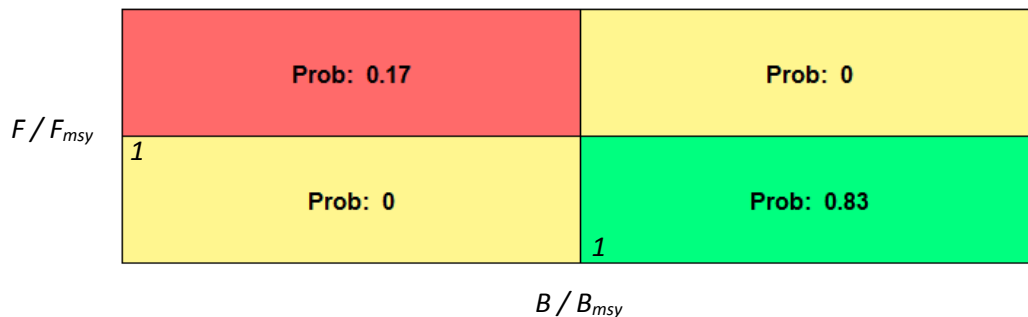 Prob: 0.17
Prob: 0
F / Fmsy
1
Prob: 0
Prob: 0.83
1
B / Bmsy